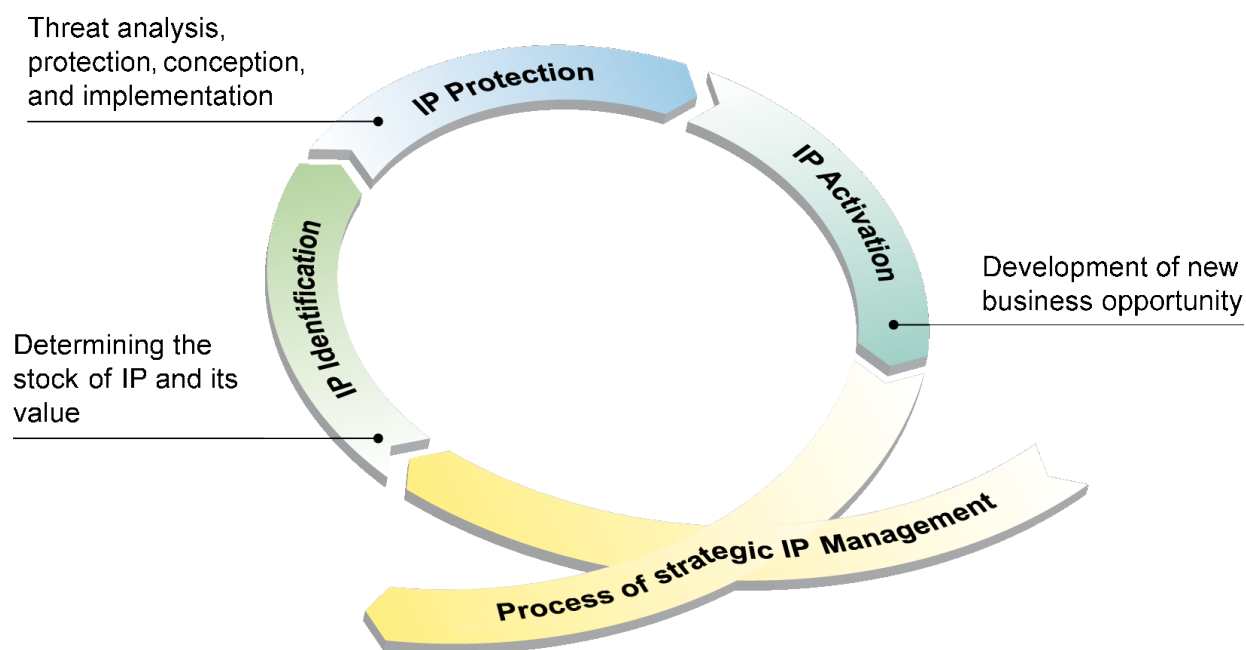 Threat analysis,
protection, conception,
and implementation
IP Protection
IP Activation
Development of new
business opportunity
IP Identification
Determining the
stock of IP and its
value
Process of strategic IP Management